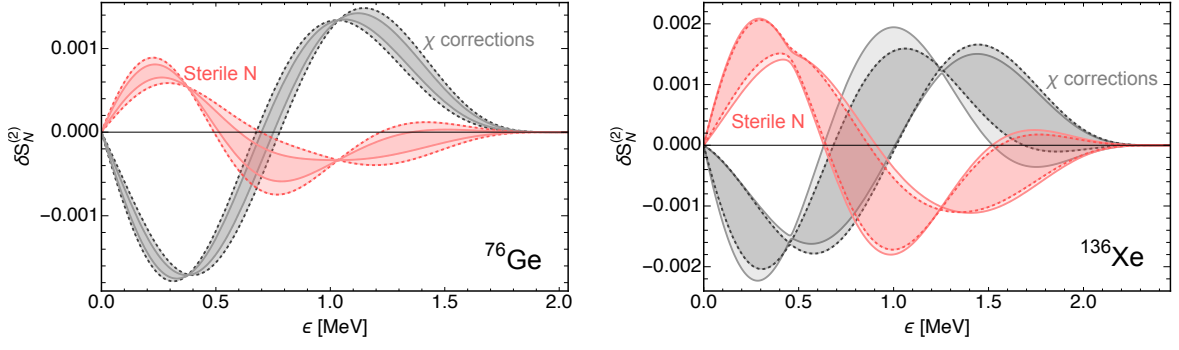 δS_N^(2)
0.001
0.000
−0.001
Sterile N
χ corrections
⁷⁶Ge
0.0
0.5
1.0
1.5
2.0
ϵ [MeV]
δS_N^(2)
0.002
0.001
0.000
−0.001
−0.002
Sterile N
χ corrections
¹³⁶Xe
0.0
0.5
1.0
1.5
2.0
ϵ [MeV]